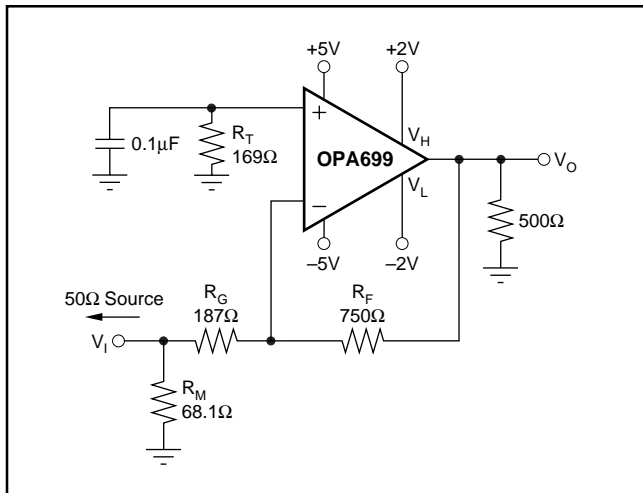 +5V
+2V
+
V_H
0.1μF
R_T
169Ω
OPA699
V_O
V_L
−
500Ω
−5V
−2V
50Ω Source
R_G
187Ω
R_F
750Ω
V_I
R_M
68.1Ω